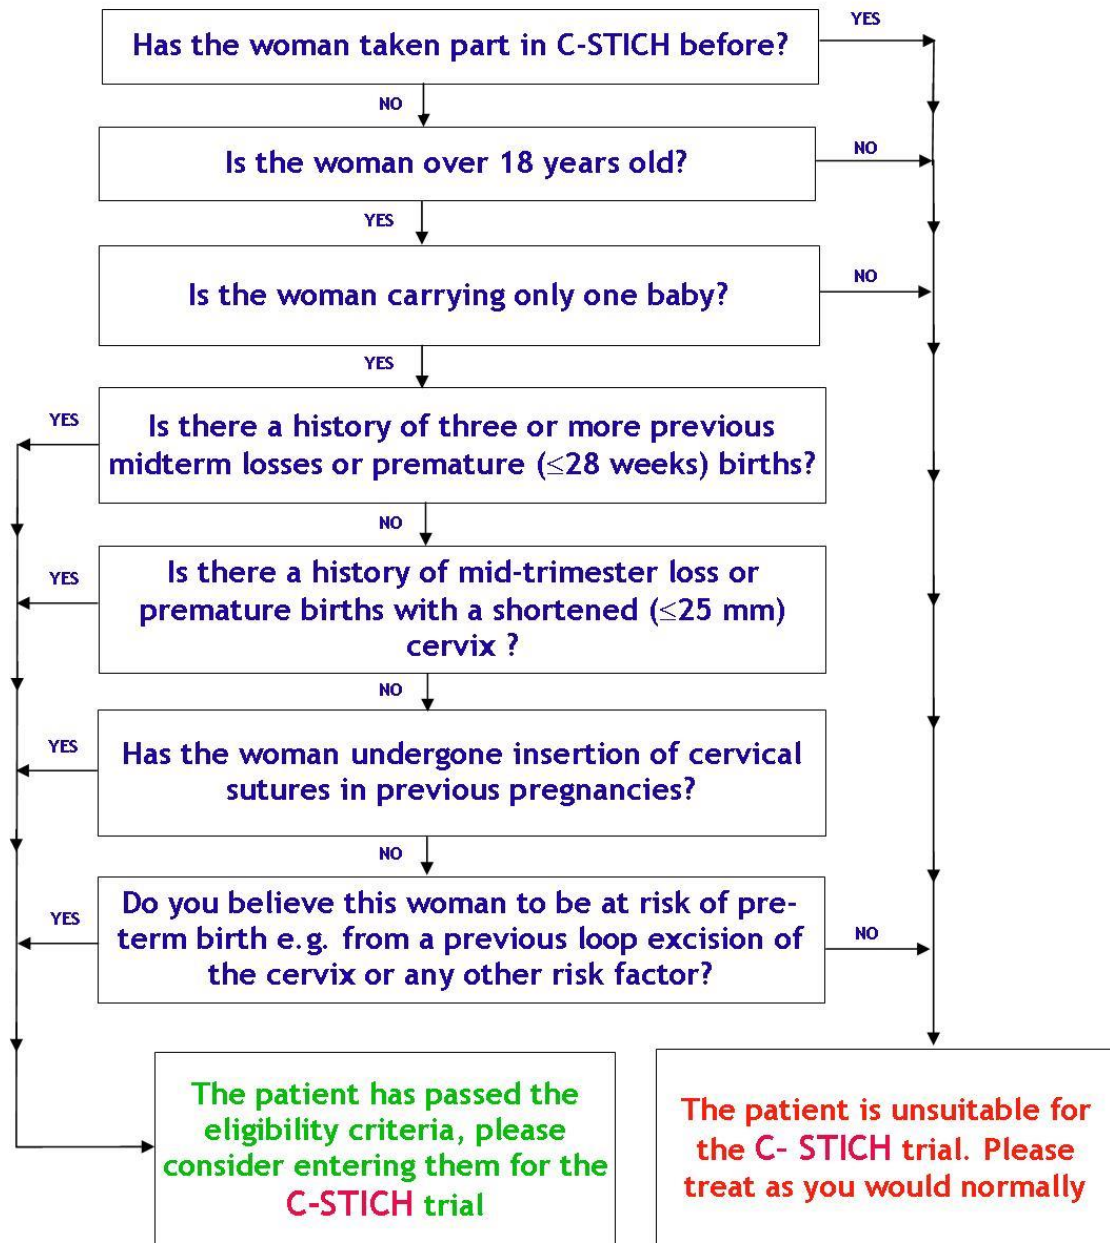 Has the woman taken part in C-STICH before?
YES
NO
Is the woman over 18 years old?
NO
YES
Is the woman carrying only one baby?
NO
YES
YES
Is there a history of three or more previous
midterm losses or premature (≤28 weeks) births?
NO
YES
Is there a history of mid-trimester loss or
premature births with a shortened (≤25 mm)
cervix ?
NO
YES
Has the woman undergone insertion of cervical
sutures in previous pregnancies?
NO
YES
Do you believe this woman to be at risk of pre-
term birth e.g. from a previous loop excision of
the cervix or any other risk factor?
NO
The patient has passed the
eligibility criteria, please
consider entering them for the
C-STICH trial
The patient is unsuitable for
the C- STICH trial. Please
treat as you would normally